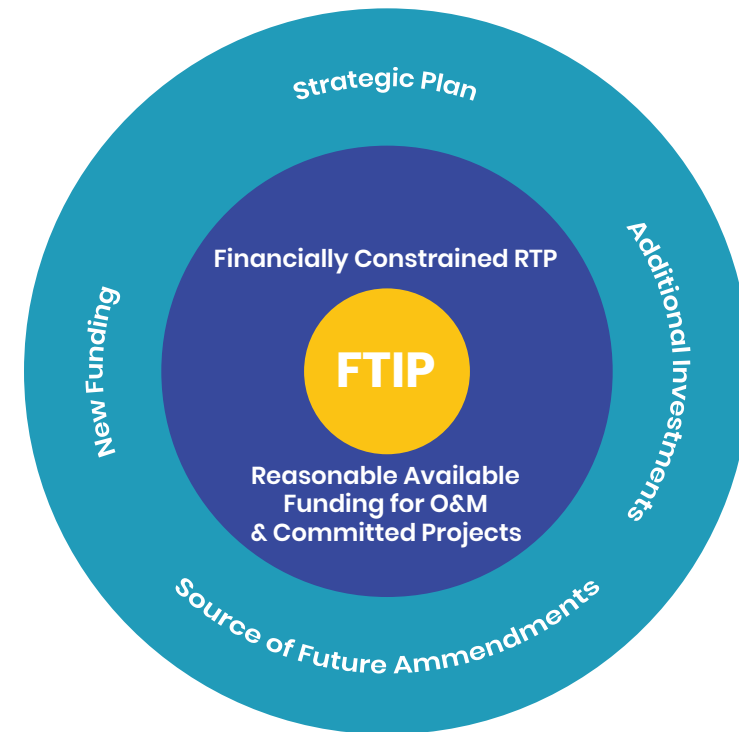 Strategic Plan
Additional Investments
New Funding
Financially Constrained RTP
FTIP
Reasonable Available
Funding for O&M
& Committed Projects
Source of Future Ammendments